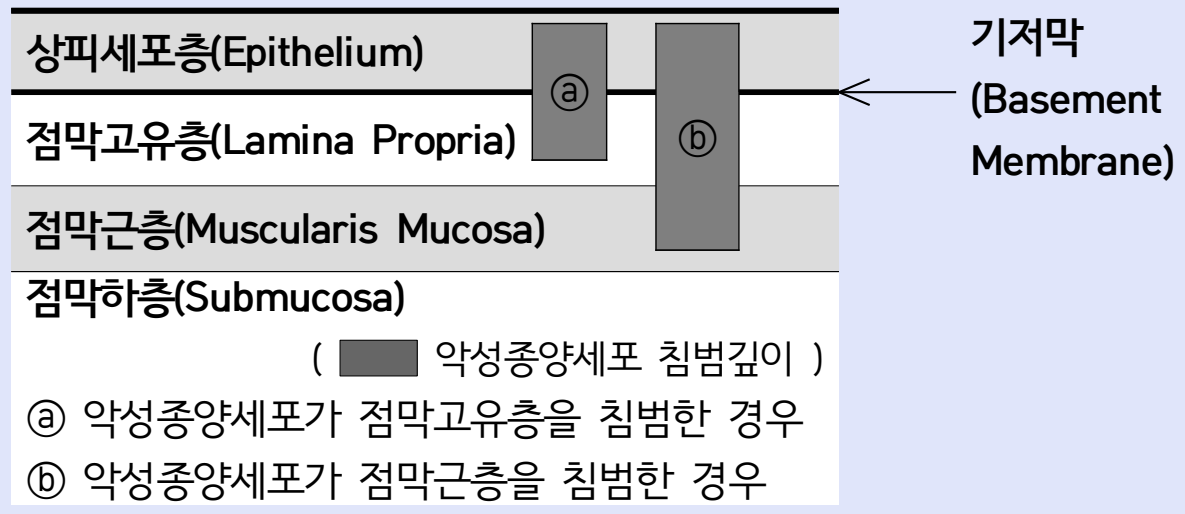 상피세포층(Epithelium)
ⓐ
기저막
(Basement
Membrane)
점막고유층(Lamina Propria)
ⓑ
점막근층(Muscularis Mucosa)
점막하층(Submucosa)
( 악성종양세포 침범깊이 )
ⓐ 악성종양세포가 점막고유층을 침범한 경우
ⓑ 악성종양세포가 점막근층을 침범한 경우